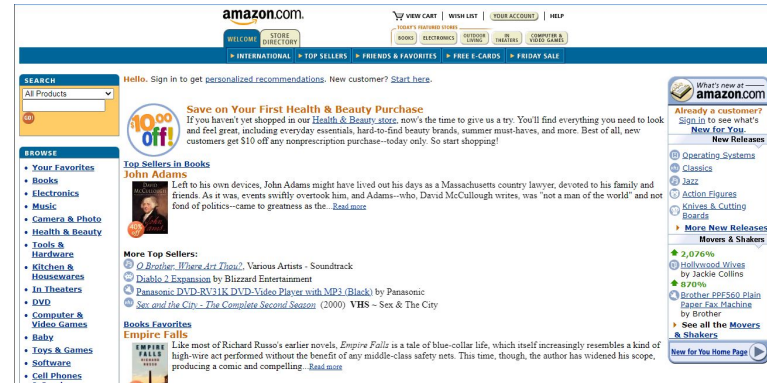 amazon.com.
VIEW CART | WISH LIST | YOUR ACCOUNT | HELP
WELCOME
STORE DIRECTORY
TODAY'S FEATURED STORES
BOOKS
ELECTRONICS
OUTDOOR LIVING
IN THEATERS
COMPUTER & VIDEO GAMES
INTERNATIONAL
TOP SELLERS
FRIENDS & FAVORITES
FREE E-CARDS
FRIDAY SALE
SEARCH
All Products
GO!
BROWSE
• Your Favorites
• Books
• Electronics
• Music
• Camera & Photo
• Health & Beauty
• Tools &
Hardware
• Kitchen &
Housewares
• In Theaters
• DVD
• Computer &
Video Games
• Baby
• Toys & Games
• Software
• Cell Phones
Hello. Sign in to get personalized recommendations. New customer? Start here.
$10.00 off!
Save on Your First Health & Beauty Purchase
If you haven't yet shopped in our Health & Beauty store, now's the time to give us a try. You'll find everything you need to look
and feel great, including everyday essentials, hard-to-find beauty brands, summer must-haves, and more. Best of all, new
customers get $10 off any nonprescription purchase--today only. So start shopping!
Top Sellers in Books
John Adams
DAVID
McCULLOUGH
John
Adams
40% off!
Left to his own devices, John Adams might have lived out his days as a Massachusetts country lawyer, devoted to his family and
friends. As it was, events swiftly overtook him, and Adams--who, David McCullough writes, was "not a man of the world" and not
fond of politics--came to greatness as the...Read more
More Top Sellers:
O Brother, Where Art Thou?, Various Artists - Soundtrack
Diablo 2 Expansion by Blizzard Entertainment
Panasonic DVD-RV31K DVD-Video Player with MP3 (Black) by Panasonic
Sex and the City - The Complete Second Season (2000) VHS ~ Sex & The City
Books Favorites
Empire Falls
EMPIRE
FALLS
RICHARD
RUSSO
Like most of Richard Russo's earlier novels, Empire Falls is a tale of blue-collar life, which itself increasingly resembles a kind of
high-wire act performed without the benefit of any middle-class safety nets. This time, though, the author has widened his scope,
producing a comic and compelling...Read more
What's new at
amazon.com
Already a customer?
Sign in to see what's
New for You.
New Releases
Operating Systems
Classics
Jazz
Action Figures
Knives & Cutting
Boards
More New Releases
Movers & Shakers
2,076%
Hollywood Wives
by Jackie Collins
870%
Brother PPF560 Plain
Paper Fax Machine
by Brother
See all the Movers
& Shakers
New for You Home Page